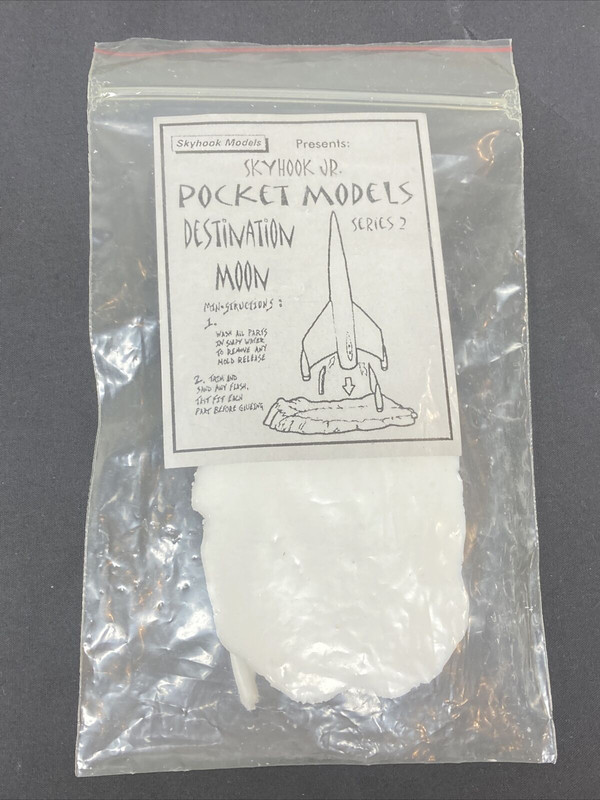 Skyhook Models Presents:
SKYHOOK JR.
POCKET MODELS
SERIES 2
DESTINATION
MOON
MIN-STRUCTIONS:
1.
WASH ALL PARTS
IN SOAPY WATER
TO REMOVE ANY
MOLD RELEASE
2. TRIM AND
SAND ANY FLASH.
TEST FIT EACH
PART BEFORE GLUEING